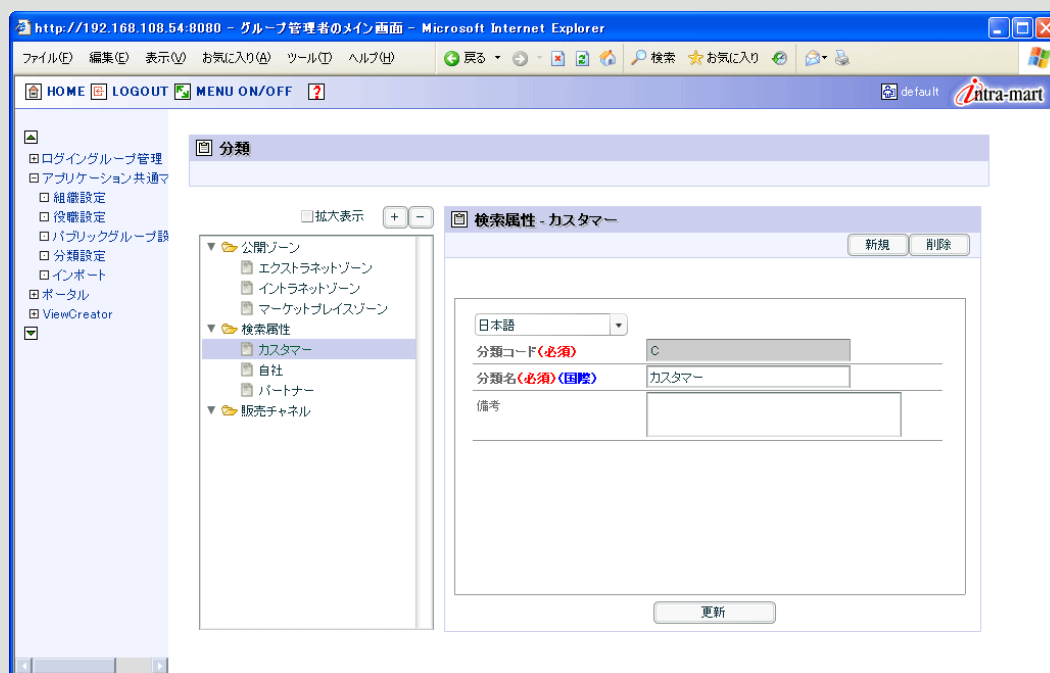 http://192.168.108.54:8080 - グループ管理者のメイン画面 - Microsoft Internet Explorer
ファイル(F) 編集(E) 表示(V) お気に入り(A) ツール(T) ヘルプ(H) 戻る 検索 お気に入り
HOME LOGOUT MENU ON/OFF ? default intra-mart
ログイングループ管理
アプリケーション共通マ
組織設定
役職設定
パブリックグループ設
分類設定
インポート
ポータル
ViewCreator
分類
拡大表示 + -
公開ゾーン
エクストラネットゾーン
イントラネットゾーン
マーケットプレイスゾーン
検索属性
カスタマー
自社
パートナー
販売チャネル
検索属性 - カスタマー
新規 削除
日本語
分類コード(必須) C
分類名(必須)(国際) カスタマー
備考
更新